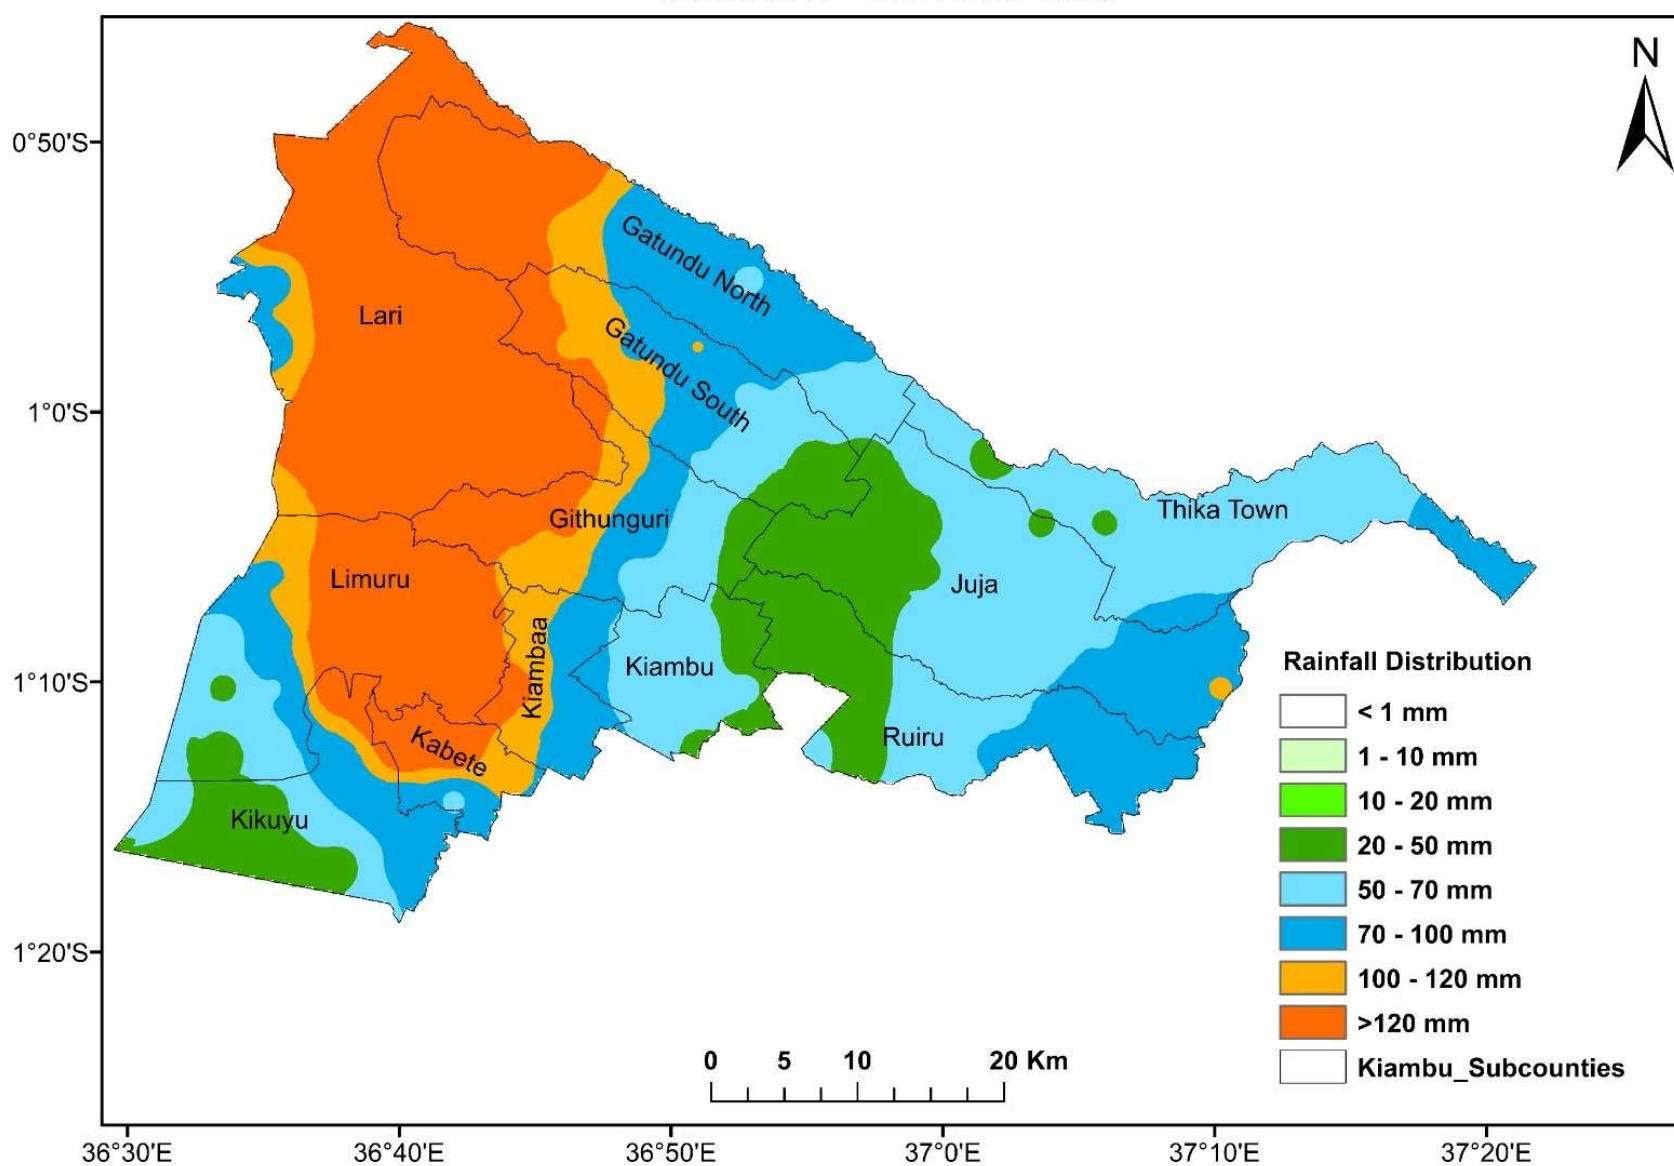 N
0°50'S
Gatundu North
Lari
Gatundu South
1°0'S
Thika Town
Githunguri
Limuru
Juja
Kiambaa
Kiambu
1°10'S
Kabete
Ruiru
Kikuyu
1°20'S
Rainfall Distribution
< 1 mm
1 - 10 mm
10 - 20 mm
20 - 50 mm
50 - 70 mm
70 - 100 mm
100 - 120 mm
>120 mm
Kiambu_Subcounties
0 5 10 20 Km
36°30'E 36°40'E 36°50'E 37°0'E 37°10'E 37°20'E